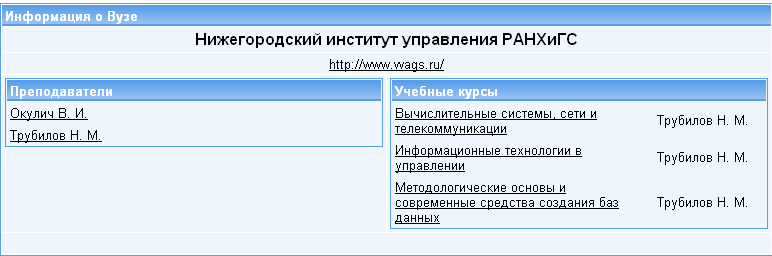 Информация о Вузе
Нижегородский институт управления РАНХиГС
http://www.vvags.ru/
Преподаватели
Окулич В. И.
Трубилов Н. М.
Учебные курсы
Вычислительные системы, сети и
телекоммуникации
Трубилов Н. М.
Информационные технологии в
управлении
Трубилов Н. М.
Методологические основы и
современные средства создания баз
данных
Трубилов Н. М.